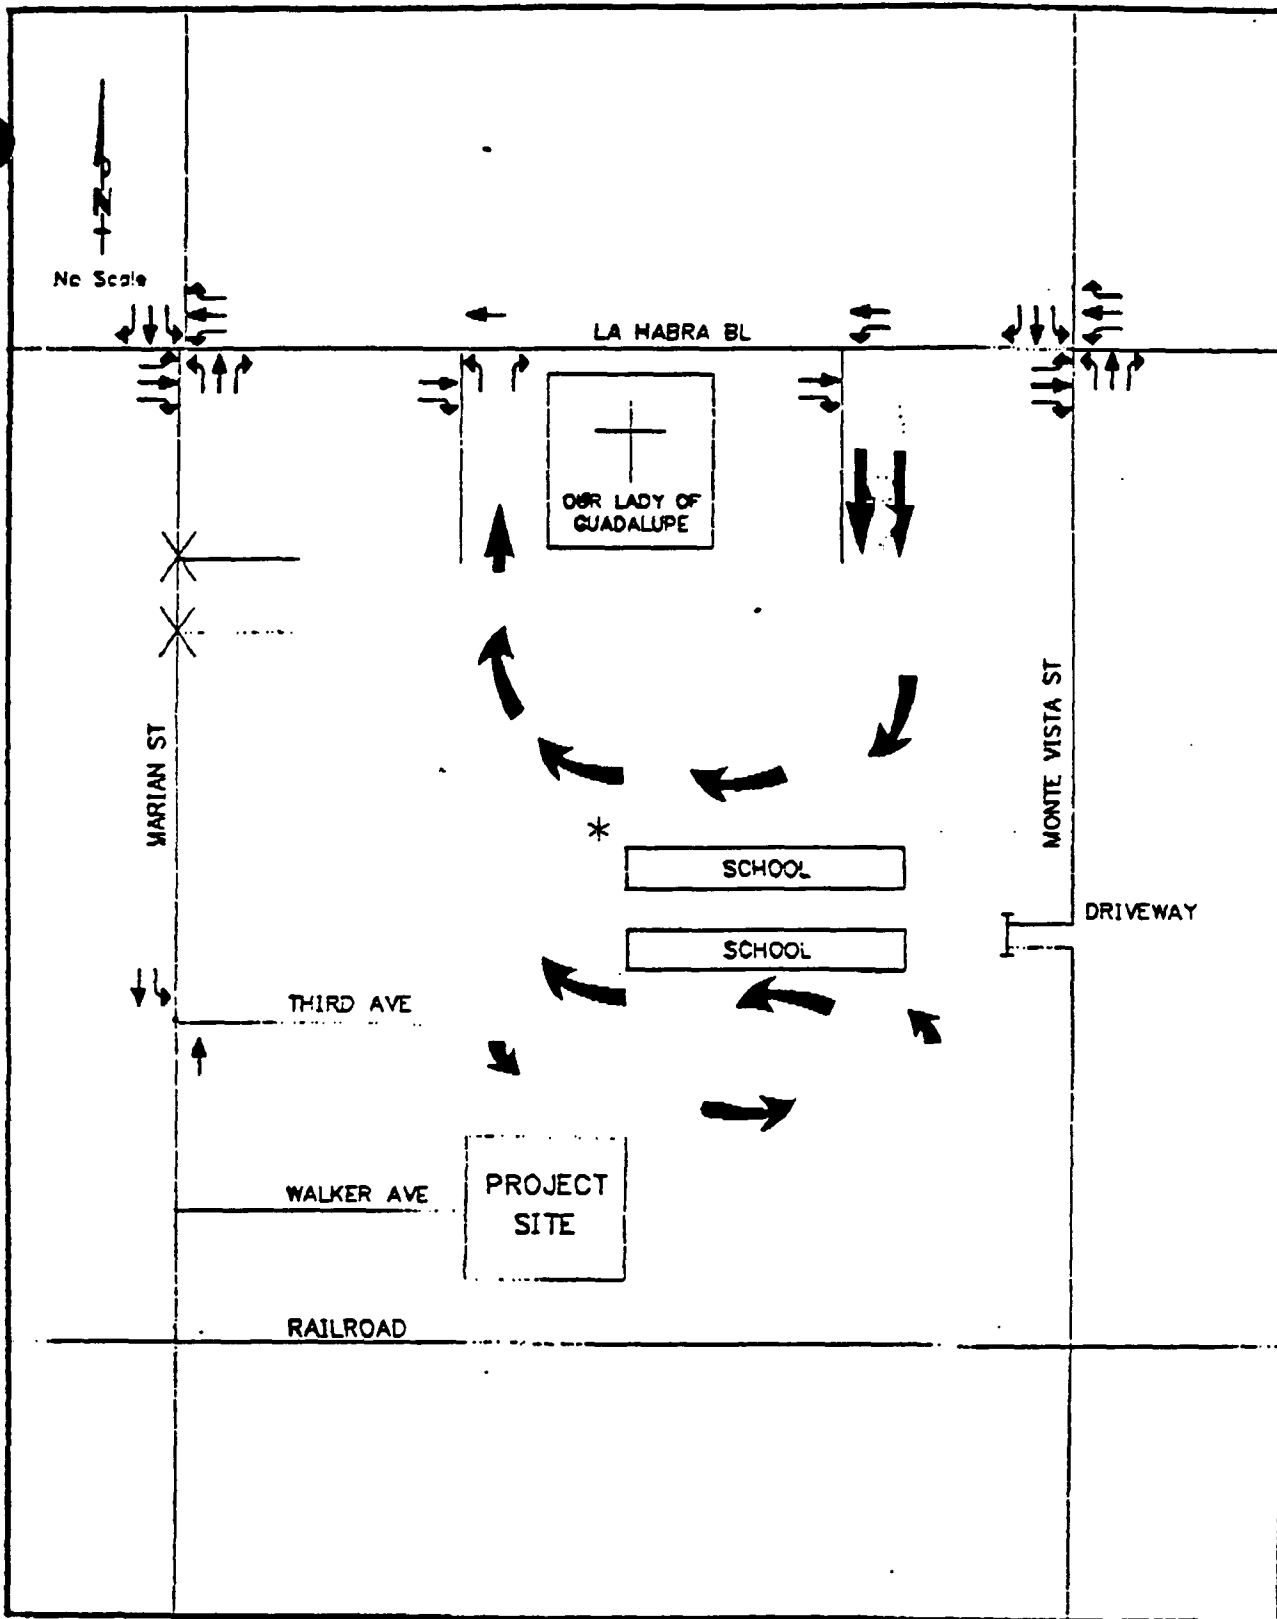 N
No Scale
LA HABRA BL
OUR LADY OF
GUADALUPE
MARIAN ST
MONTE VISTA ST
*
SCHOOL
DRIVEWAY
SCHOOL
THIRD AVE
WALKER AVE
PROJECT
SITE
RAILROAD